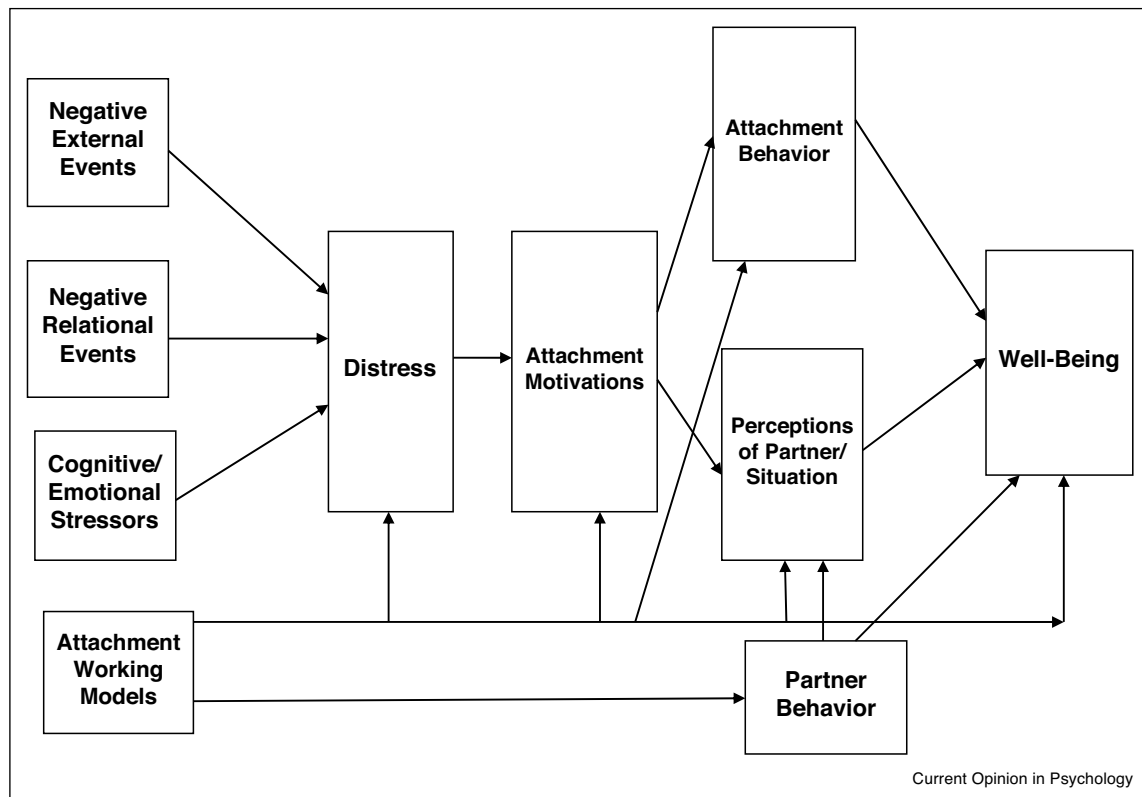 Negative
External
Events
Negative
Relational
Events
Cognitive/
Emotional
Stressors
Attachment
Working
Models
Distress
Attachment
Motivations
Attachment
Behavior
Perceptions
of Partner/
Situation
Partner
Behavior
Well-Being
Current Opinion in Psychology